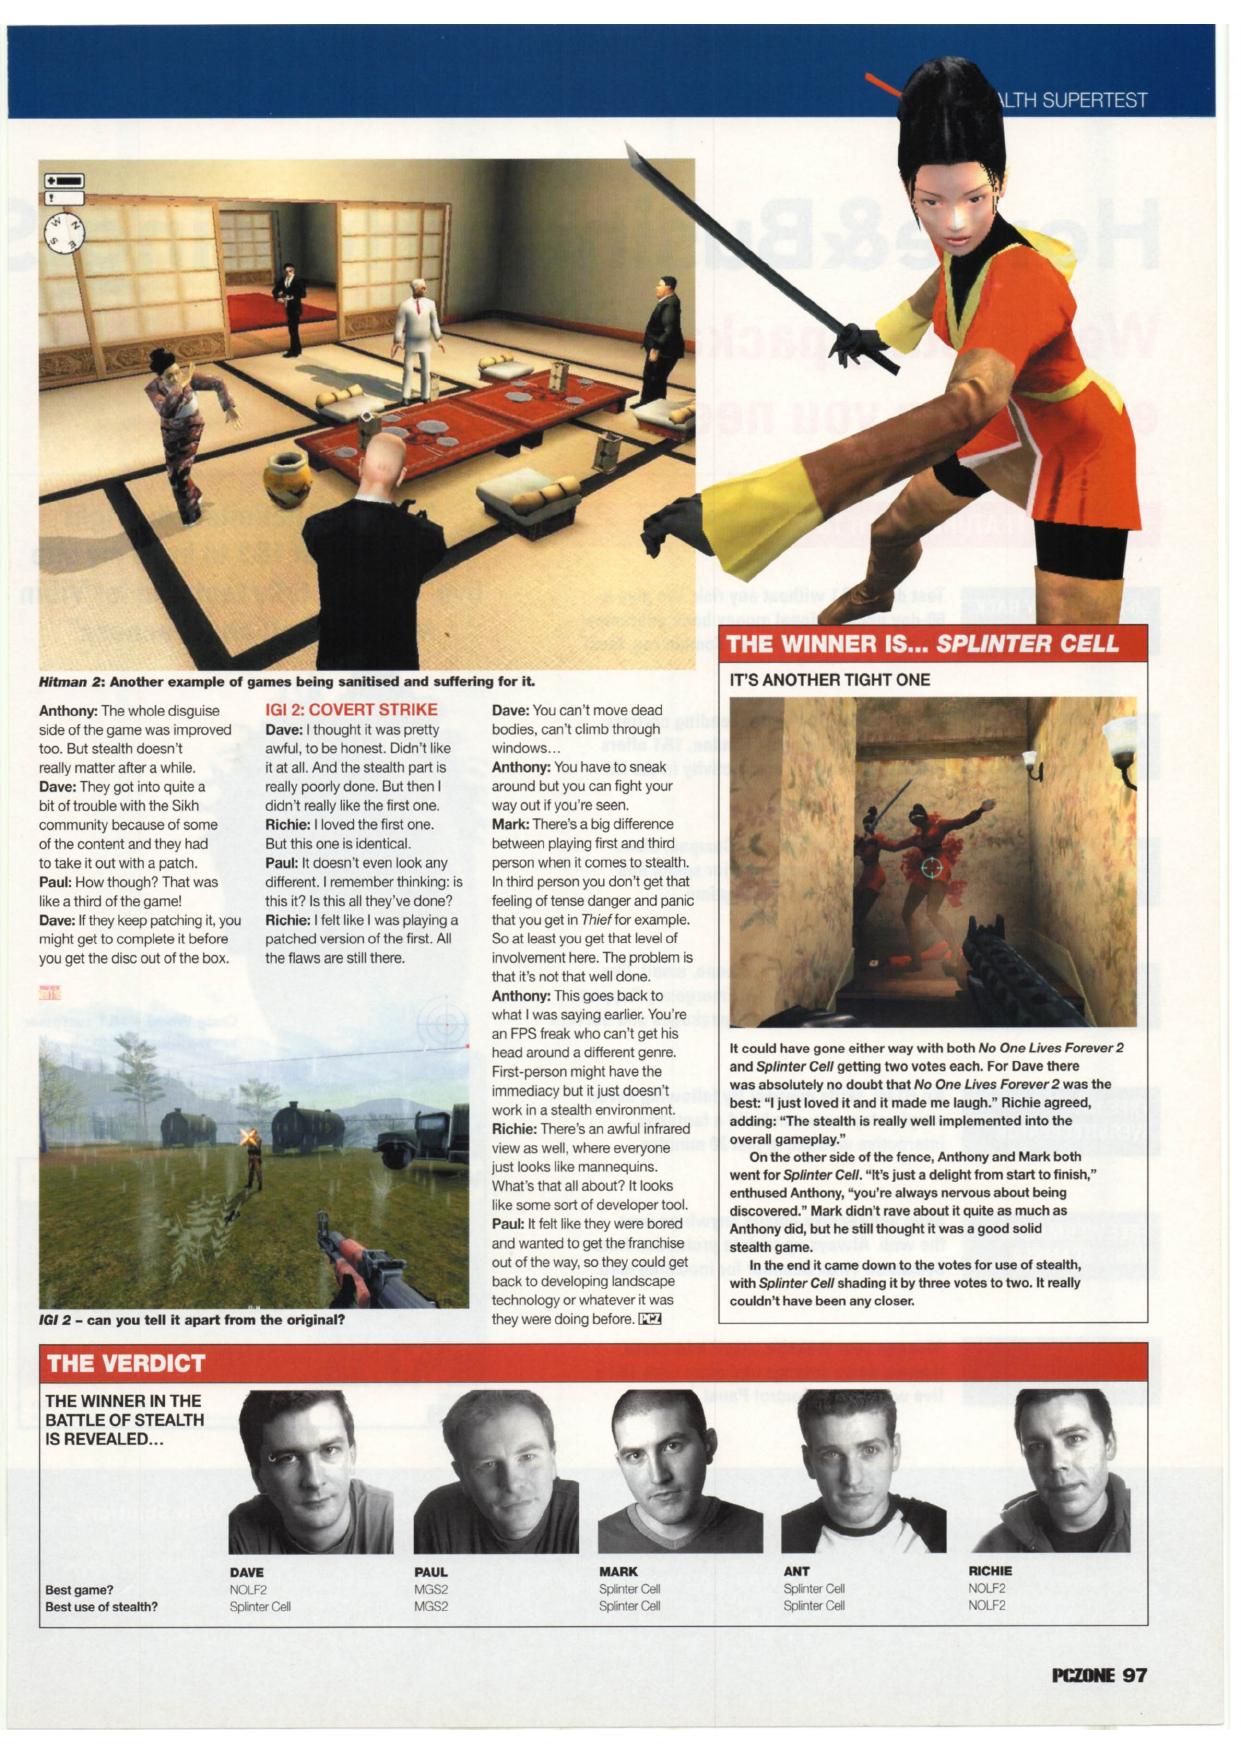 ALTH SUPERTEST
Hitman 2: Another example of games being sanitised and suffering for it.
Anthony: The whole disguise
side of the game was improved
too. But stealth doesn't
really matter after a while.
Dave: They got into quite a
bit of trouble with the Sikh
community because of some
of the content and they had
to take it out with a patch.
Paul: How though? That was
like a third of the game!
Dave: If they keep patching it, you
might get to complete it before
you get the disc out of the box.
IGI 2: COVERT STRIKE
Dave: I thought it was pretty
awful, to be honest. Didn't like
it at all. And the stealth part is
really poorly done. But then I
didn't really like the first one.
Richie: I loved the first one.
But this one is identical.
Paul: It doesn't even look any
different. I remember thinking: is
this it? Is this all they've done?
Richie: I felt like I was playing a
patched version of the first. All
the flaws are still there.
IGI 2 – can you tell it apart from the original?
Dave: You can't move dead
bodies, can't climb through
windows...
Anthony: You have to sneak
around but you can fight your
way out if you're seen.
Mark: There's a big difference
between playing first and third
person when it comes to stealth.
In third person you don't get that
feeling of tense danger and panic
that you get in Thief for example.
So at least you get that level of
involvement here. The problem is
that it's not that well done.
Anthony: This goes back to
what I was saying earlier. You're
an FPS freak who can't get his
head around a different genre.
First-person might have the
immediacy but it just doesn't
work in a stealth environment.
Richie: There's an awful infrared
view as well, where everyone
just looks like mannequins.
What's that all about? It looks
like some sort of developer tool.
Paul: It felt like they were bored
and wanted to get the franchise
out of the way, so they could get
back to developing landscape
technology or whatever it was
they were doing before. PCZ
THE WINNER IS... SPLINTER CELL
IT'S ANOTHER TIGHT ONE
It could have gone either way with both No One Lives Forever 2
and Splinter Cell getting two votes each. For Dave there
was absolutely no doubt that No One Lives Forever 2 was the
best: "I just loved it and it made me laugh." Richie agreed,
adding: "The stealth is really well implemented into the
overall gameplay."
On the other side of the fence, Anthony and Mark both
went for Splinter Cell. "It's just a delight from start to finish,"
enthused Anthony, "you're always nervous about being
discovered." Mark didn't rave about it quite as much as
Anthony did, but he still thought it was a good solid
stealth game.
In the end it came down to the votes for use of stealth,
with Splinter Cell shading it by three votes to two. It really
couldn't have been any closer.
THE VERDICT
THE WINNER IN THE
BATTLE OF STEALTH
IS REVEALED...
DAVE PAUL MARK ANT RICHIE
Best game? NOLF2 MGS2 Splinter Cell Splinter Cell NOLF2
Best use of stealth? Splinter Cell MGS2 Splinter Cell Splinter Cell NOLF2
PCZONE 97